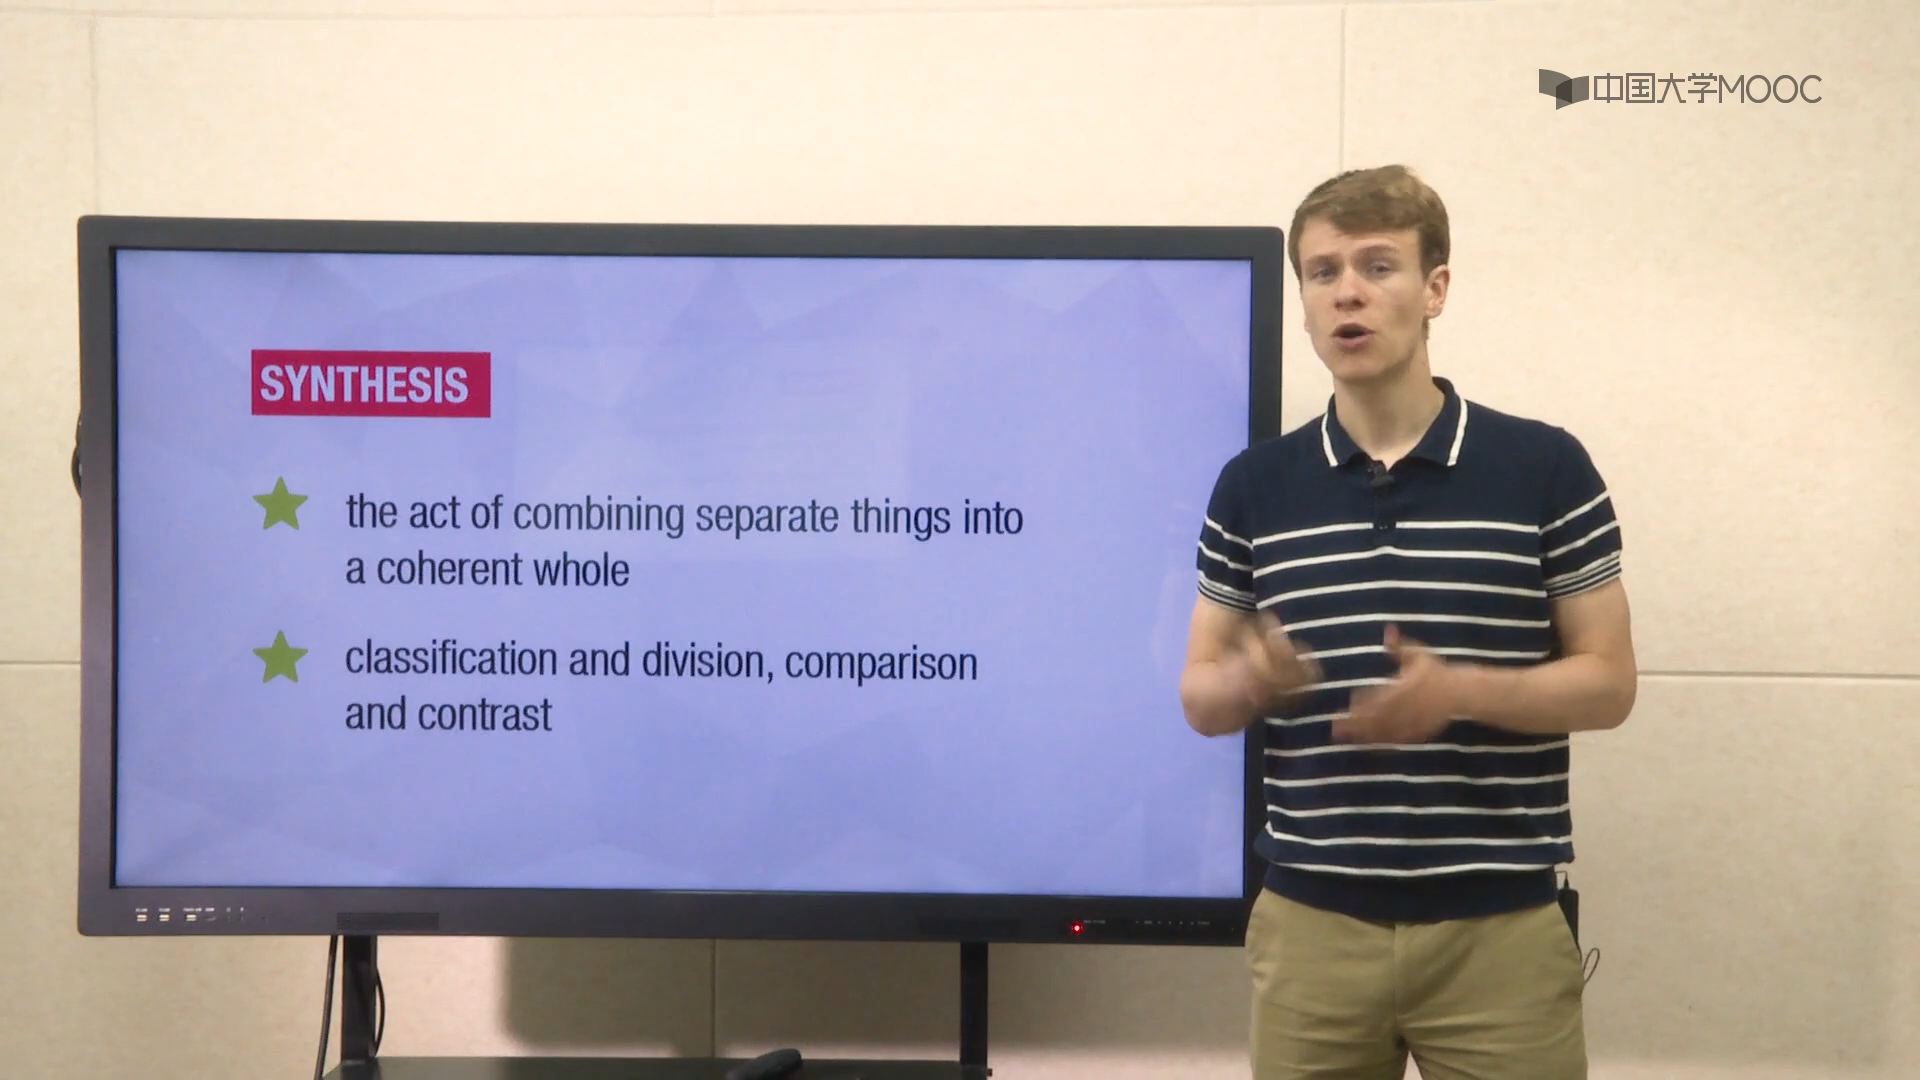 中国大学MOOC
SYNTHESIS
the act of combining separate things into
a coherent whole
classification and division, comparison
and contrast